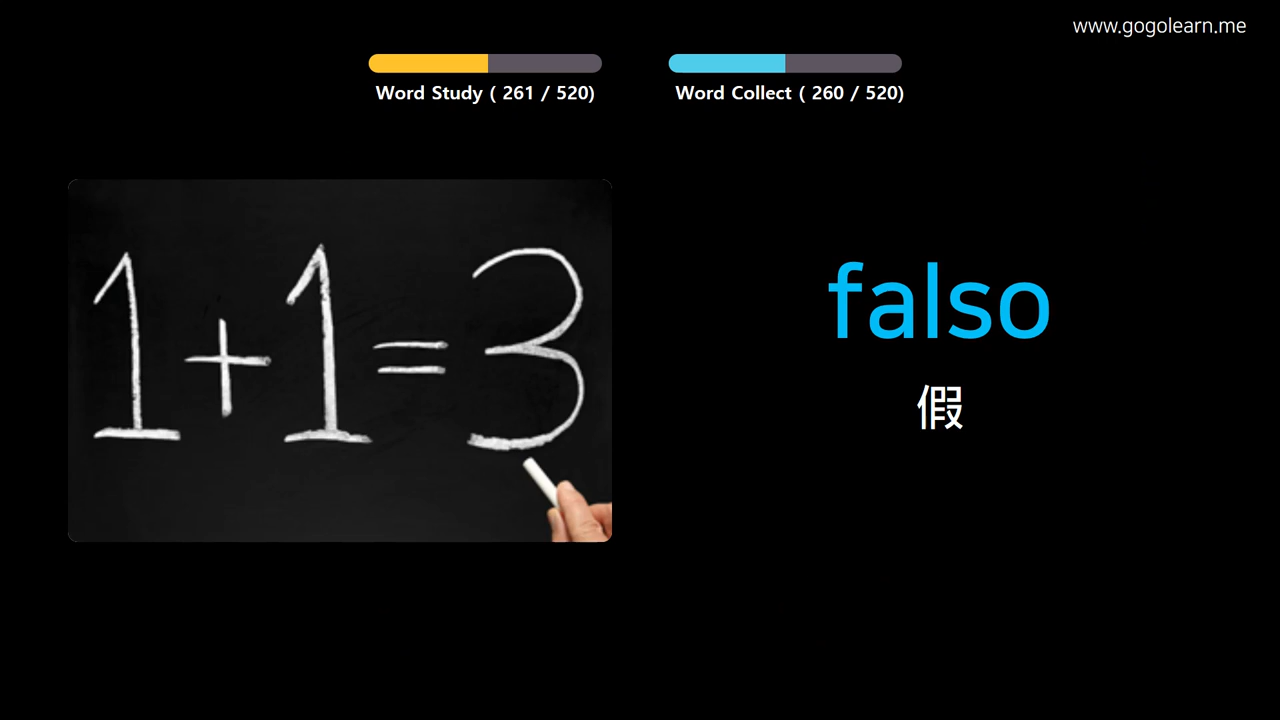 www.gogolearn.me
Word Study ( 261 / 520)
Word Collect ( 260 / 520)
1+1=3
falso
假